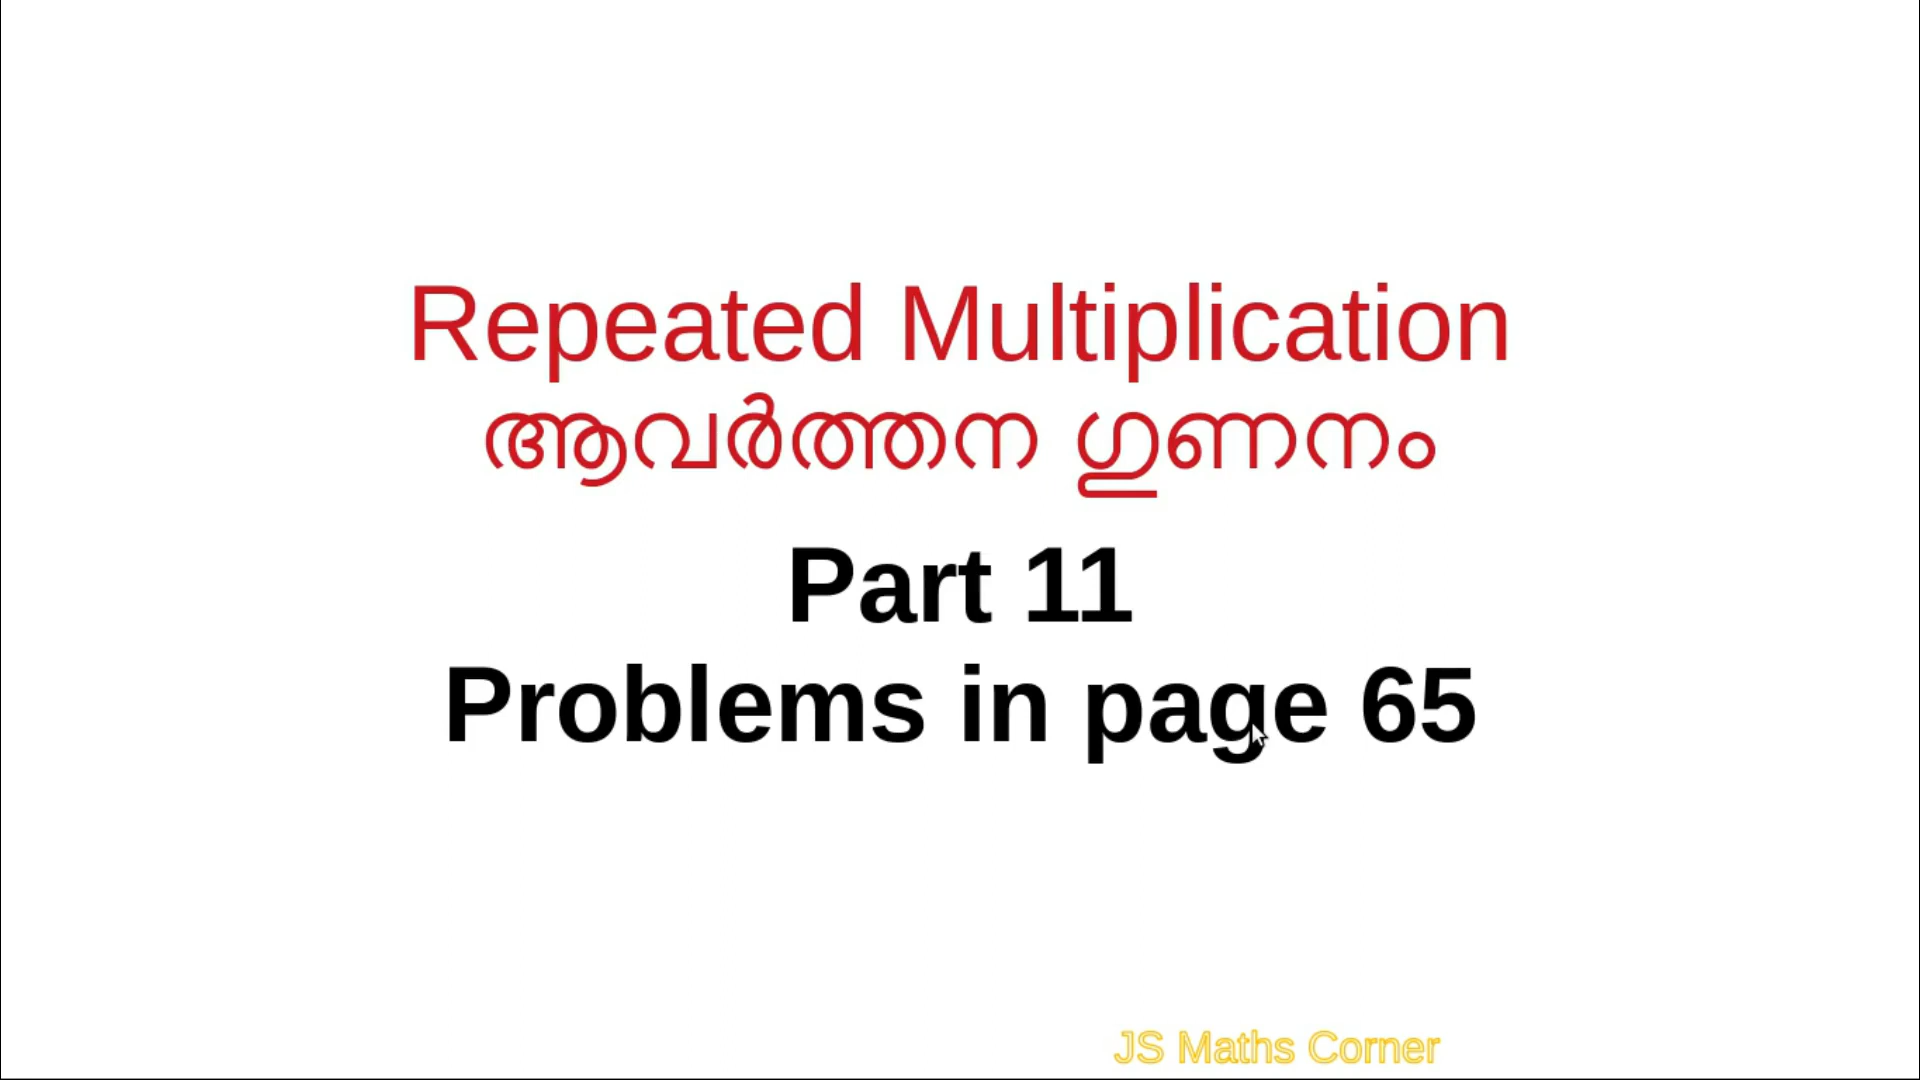 Repeated Multiplication
ആവർത്തന ഗുണനം
Part 11
Problems in page 65
JS Maths Corner